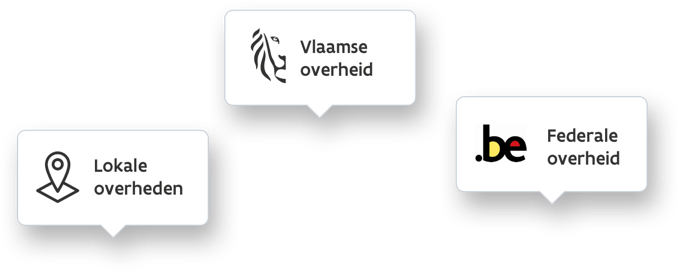 Vlaamse
overheid
.be
Federale
overheid
Lokale
overheden